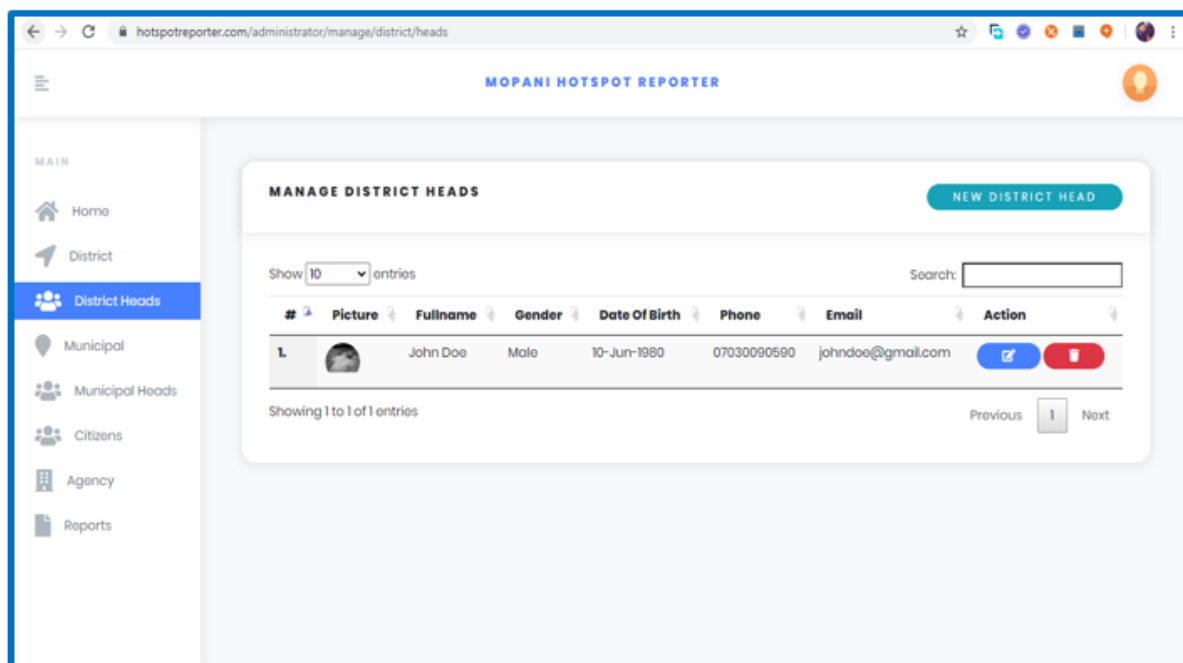 hotspotreporter.com/administrator/manage/district/heads
MOPANI HOTSPOT REPORTER
MAIN
Home
District
District Heads
Municipal
Municipal Heads
Citizens
Agency
Reports
MANAGE DISTRICT HEADS
NEW DISTRICT HEAD
Show 10 entries
Search:
# Picture Fullname Gender Date Of Birth Phone Email Action
1. John Doe Male 10-Jun-1980 07030090590 johndoe@gmail.com
Showing 1 to 1 of 1 entries
Previous 1 Next